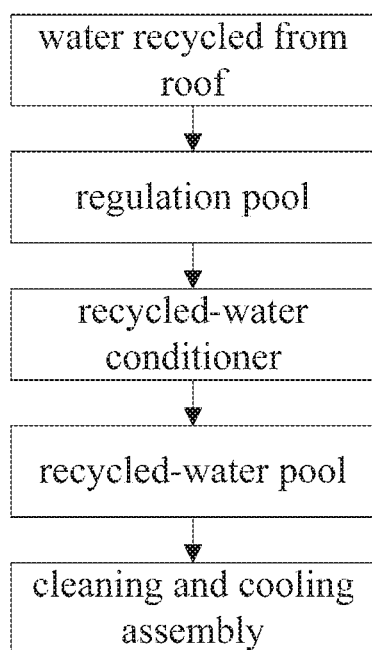 water recycled from
roof
regulation pool
recycled-water
conditioner
recycled-water pool
cleaning and cooling
assembly